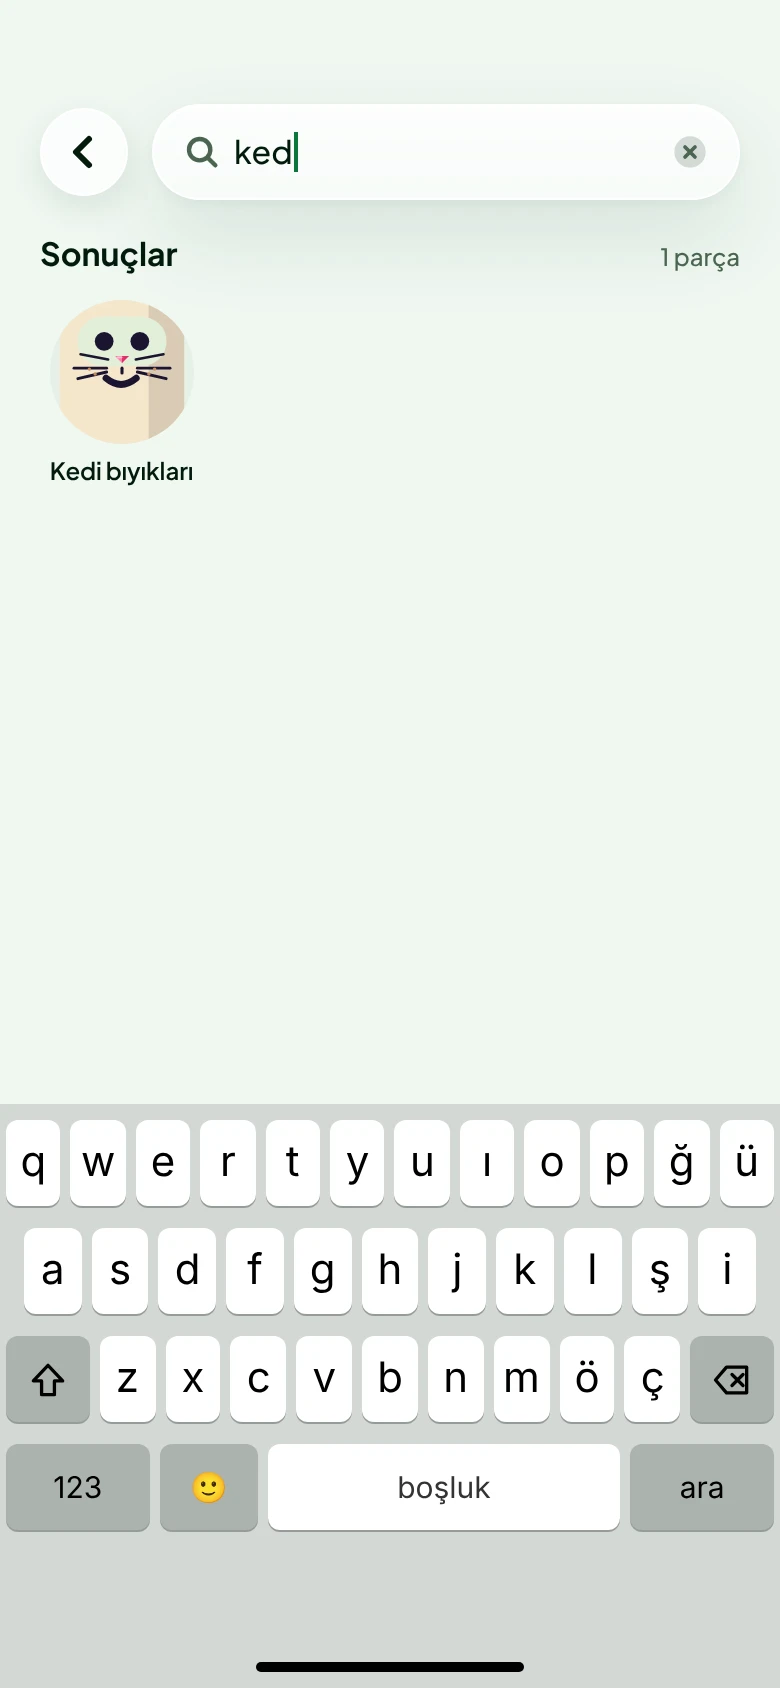 ked
Sonuçlar
1 parça
Kedi bıyıkları
q w e r t y u ı o p ğ ü
a s d f g h j k l ş i
z x c v b n m ö ç
123 boşluk ara